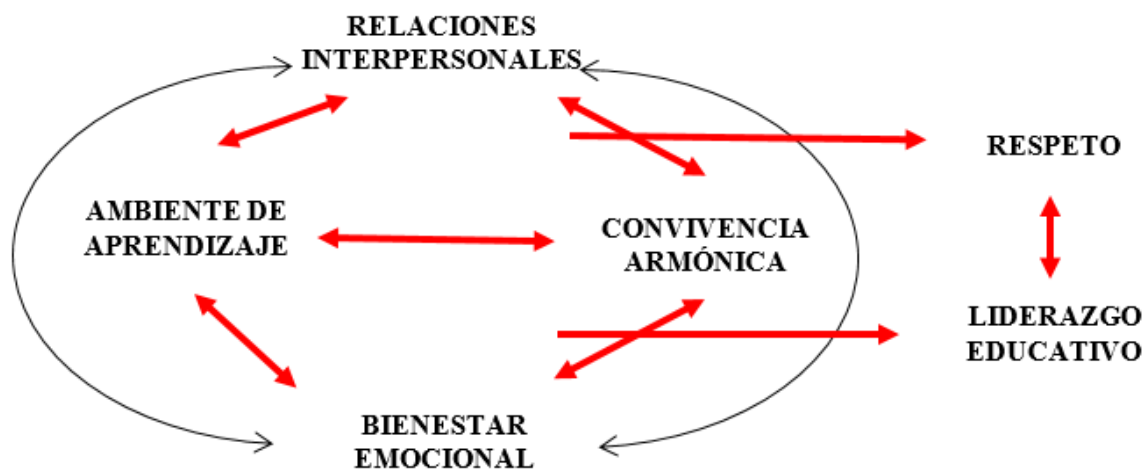 RELACIONES
INTERPERSONALES
RESPETO
AMBIENTE DE
APRENDIZAJE
CONVIVENCIA
ARMÓNICA
LIDERAZGO
EDUCATIVO
BIENESTAR
EMOCIONAL